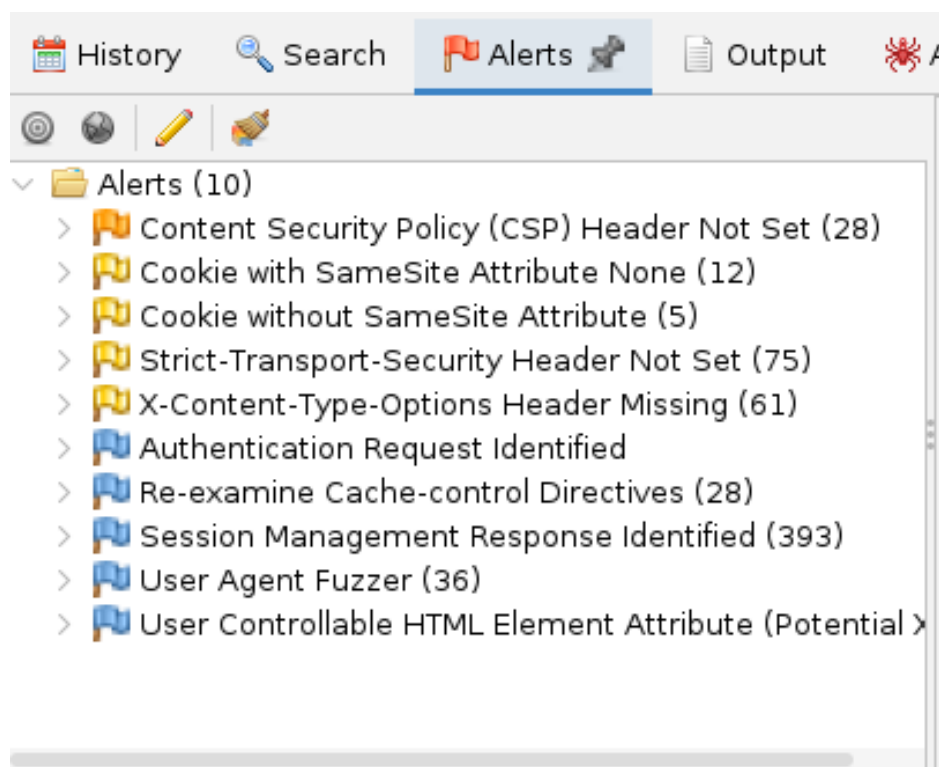 History Search Alerts Output
Alerts (10)
Content Security Policy (CSP) Header Not Set (28)
Cookie with SameSite Attribute None (12)
Cookie without SameSite Attribute (5)
Strict-Transport-Security Header Not Set (75)
X-Content-Type-Options Header Missing (61)
Authentication Request Identified
Re-examine Cache-control Directives (28)
Session Management Response Identified (393)
User Agent Fuzzer (36)
User Controllable HTML Element Attribute (Potential